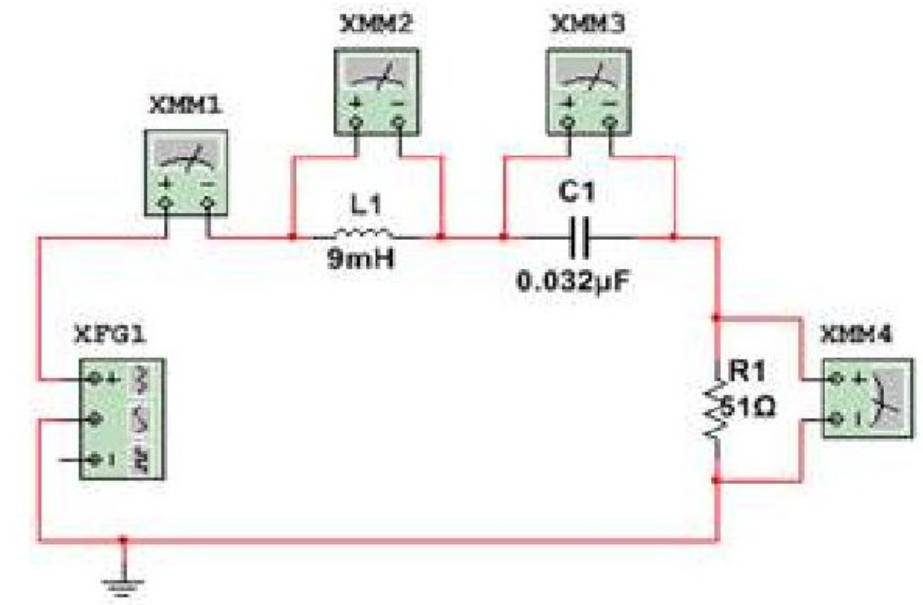 XMM2
XMM3
XMM1
+ -
+ -
+ -
L1
9mH
C1
0.032µF
XFG1
+
R1
51Ω
XMM4
+